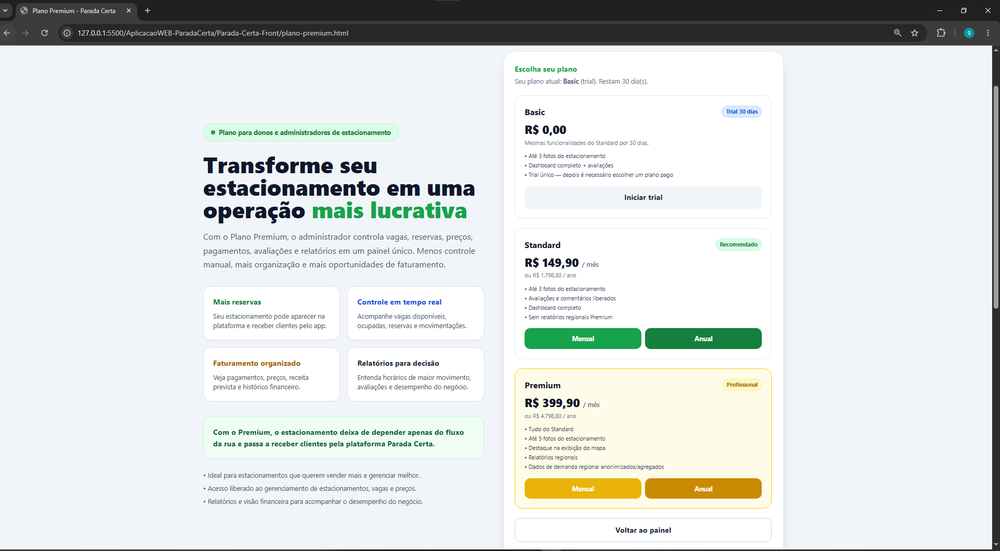 Plano Premium - Parada Certa
127.0.0.1:5500/AplicacaoWEB-ParadaCerta/Parada-Certa-Front/plano-premium.html
g
Plano para donos e administradores de estacionamento
Transforme seu
estacionamento em uma
operação mais lucrativa
Com o Plano Premium, o administrador controla vagas, reservas, preços,
pagamentos, avaliações e relatórios em um painel único. Menos controle
manual, mais organização e mais oportunidades de faturamento.
Mais reservas
Seu estacionamento pode aparecer na
plataforma e receber clientes pelo app.
Controle em tempo real
Acompanhe vagas disponíveis,
ocupadas, reservas e movimentações.
Faturamento organizado
Veja pagamentos, preços, receita
prevista e histórico financeiro.
Relatórios para decisão
Entenda horários de maior movimento,
avaliações e desempenho do negócio.
Com o Premium, o estacionamento deixa de depender apenas do fluxo
da rua e passa a receber clientes pela plataforma Parada Certa.
• Ideal para estacionamentos que querem vender mais e gerenciar melhor.
• Acesso liberado ao gerenciamento de estacionamentos, vagas e preços.
• Relatórios e visão financeira para acompanhar o desempenho do negócio.
Escolha seu plano
Seu plano atual: Basic (trial). Restam 30 dia(s).
Basic
Trial 30 dias
R$ 0,00
Mesmas funcionalidades do Standard por 30 dias.
• Até 3 fotos do estacionamento
• Dashboard completo + avaliações
• Trial único — depois é necessário escolher um plano pago
Iniciar trial
Standard
Recomendado
R$ 149,90 / mês
ou R$ 1.798,80 / ano
• Até 3 fotos do estacionamento
• Avaliações e comentários liberados
• Dashboard completo
• Sem relatórios regionais Premium
Mensal
Anual
Premium
Profissional
R$ 399,90 / mês
ou R$ 4.798,80 / ano
• Tudo do Standard
• Até 5 fotos do estacionamento
• Destaque na exibição do mapa
• Relatórios regionais
• Dados de demanda regional anonimizados/agregados
Mensal
Anual
Voltar ao painel